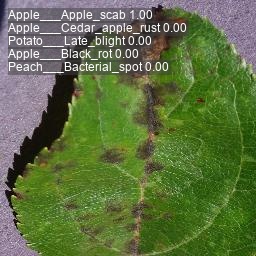 Apple___Apple_scab 1.00
Apple___Cedar_apple_rust 0.00
Potato___Late_blight 0.00
Apple___Black_rot 0.00
Peach___Bacterial_spot 0.00